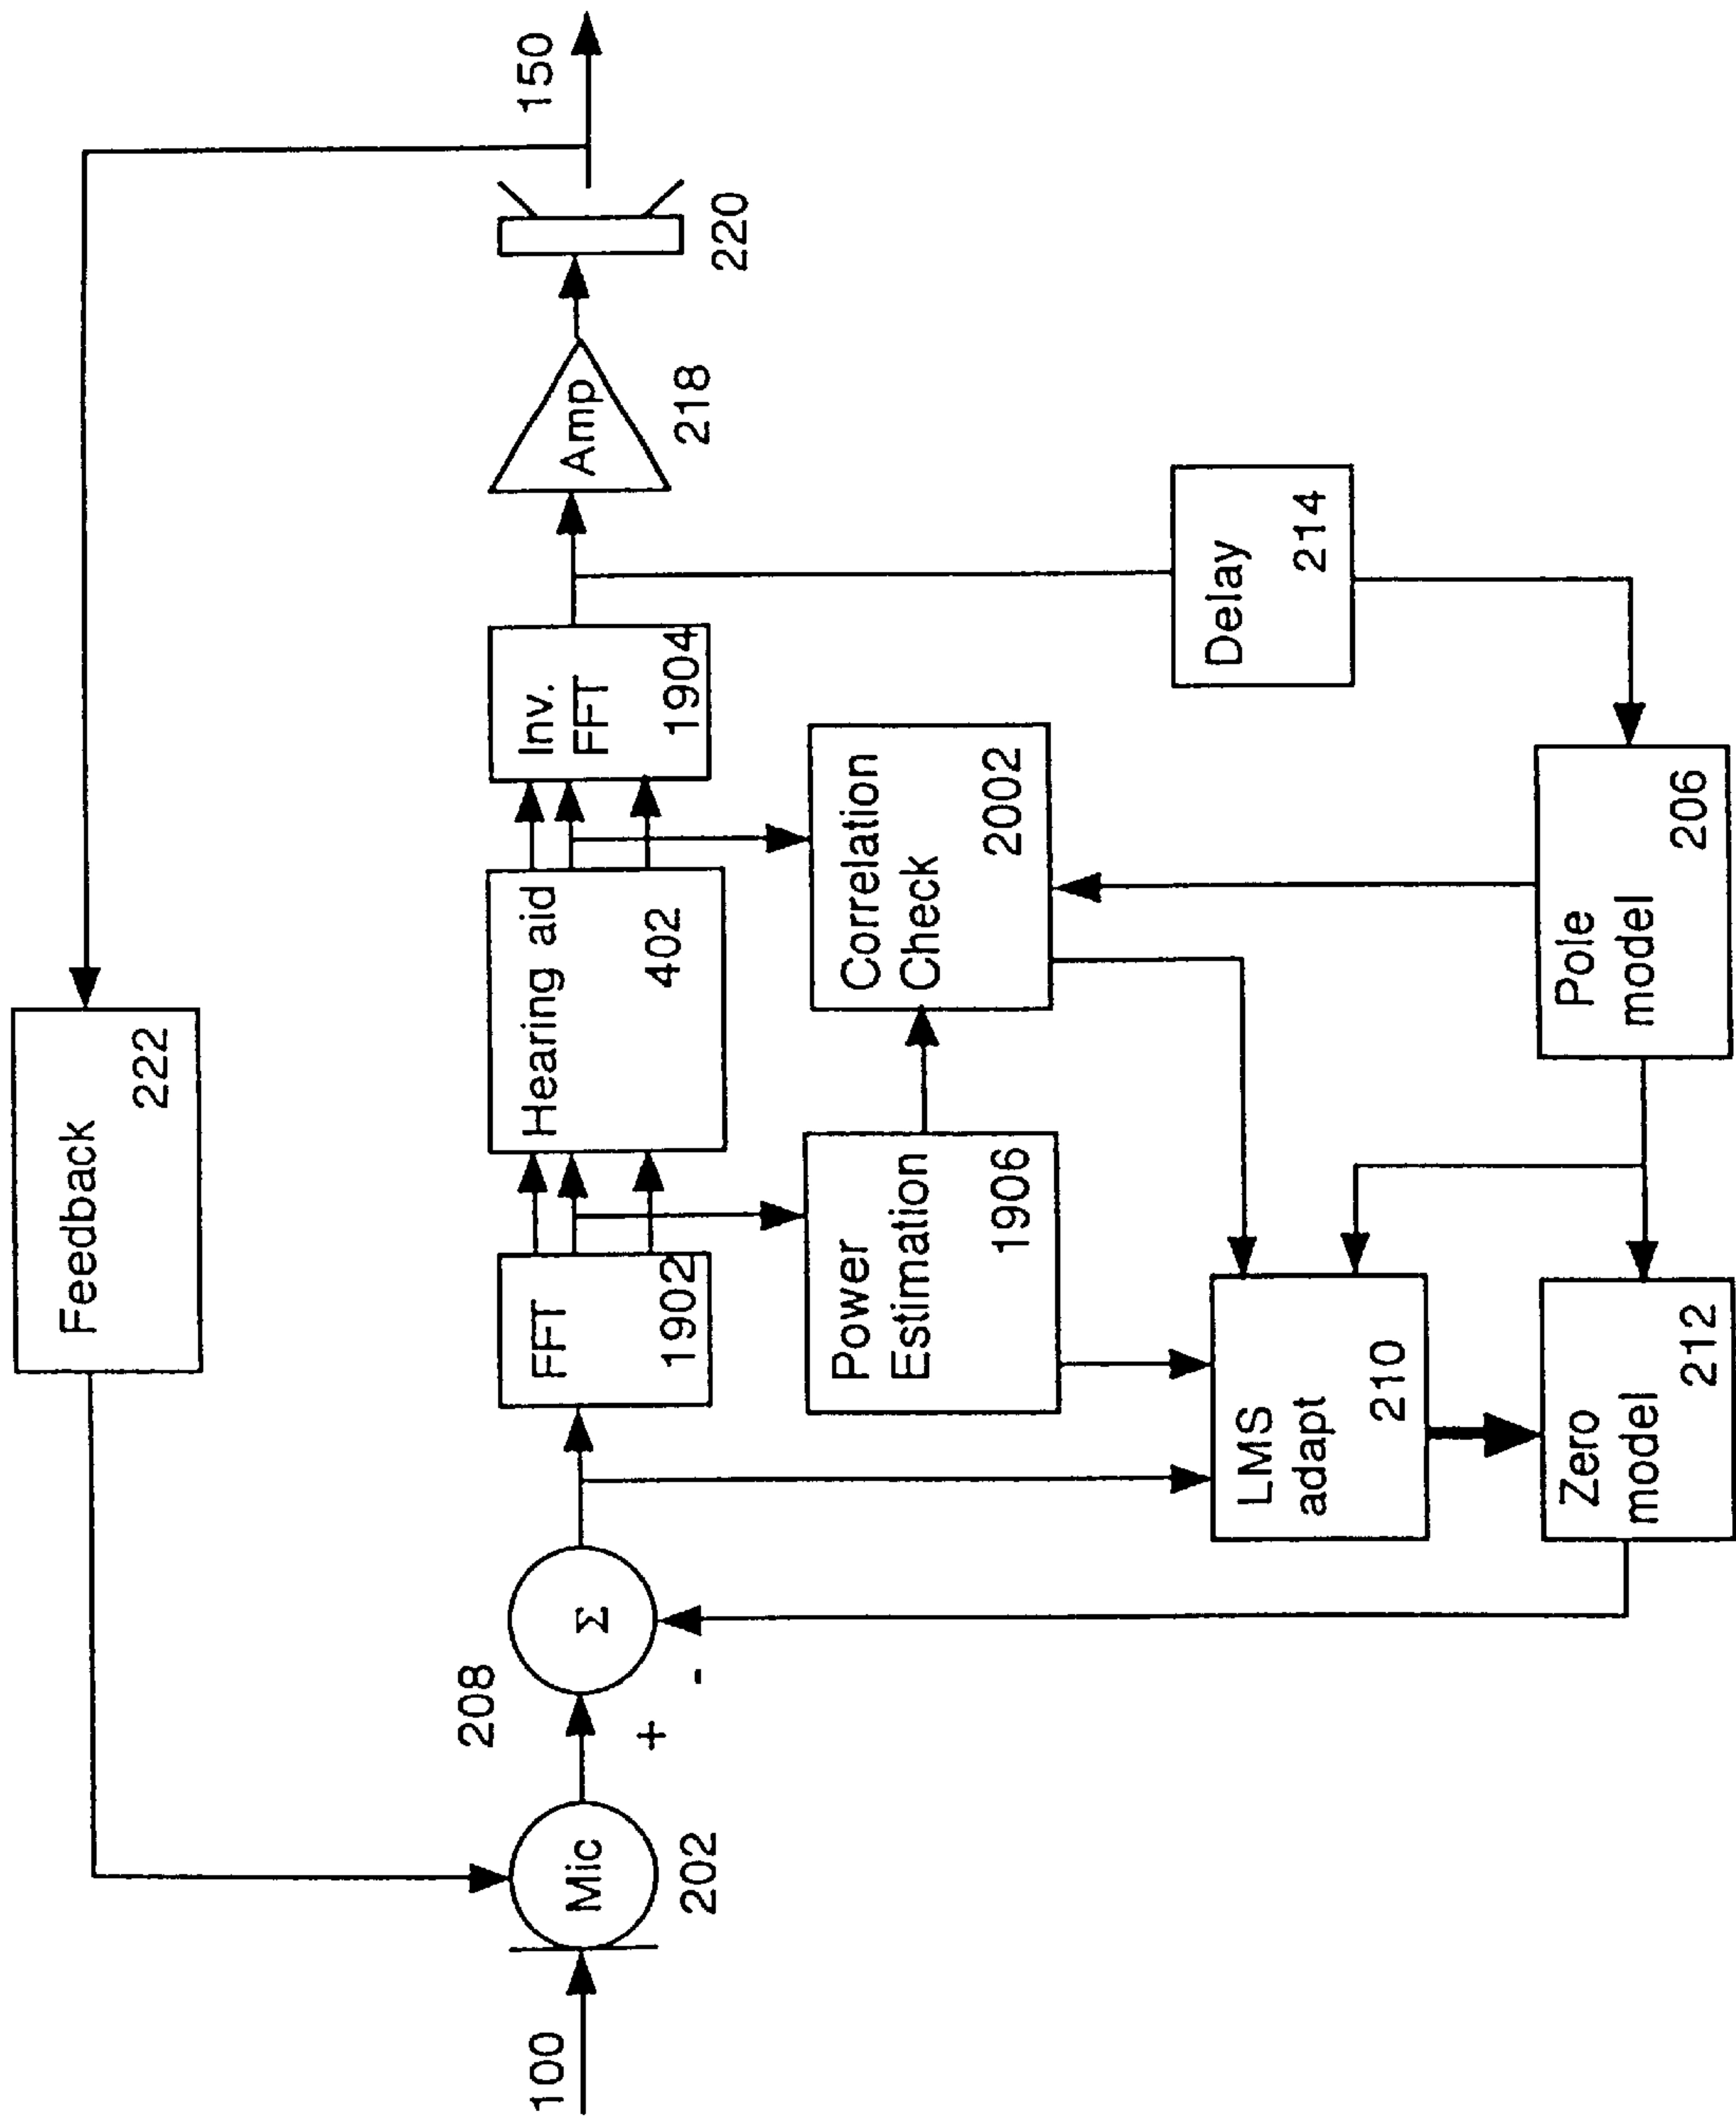 Feedback
222
150
208
100
Mic
202
+
-
Σ
FFT
1902
Hearing aid
402
Inv.
FFT
1904
Amp
218
220
Power
Estimation
1906
Correlation
Check
2002
Delay
214
LMS
adapt
210
Zero
model
212
Pole
model
206